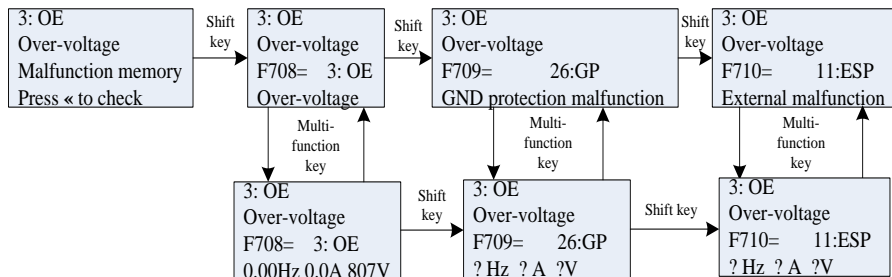 3: OE
Over-voltage
Malfunction memory
Press « to check
Shift key
3: OE
Over-voltage
F708= 3: OE
Over-voltage
Shift key
3: OE
Over-voltage
F709= 26:GP
GND protection malfunction
Shift key
3: OE
Over-voltage
F710= 11:ESP
External malfunction
Multi-
function
key
Multi-
function
key
Multi-
function
key
3: OE
Over-voltage
F708= 3: OE
0.00Hz 0.0A 807V
Shift
key
3: OE
Over-voltage
F709= 26:GP
? Hz ? A ?V
Shift key
3: OE
Over-voltage
F710= 11:ESP
? Hz ? A ?V